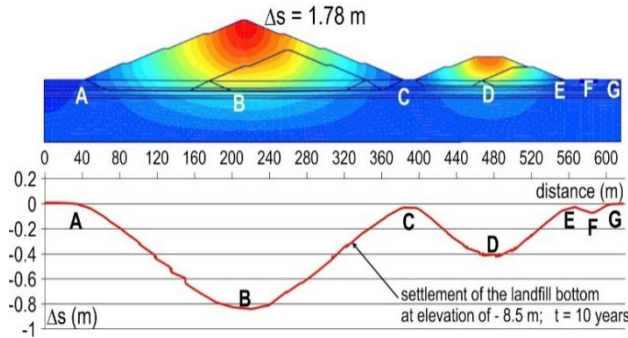 Δs = 1.78 m
A B C D E F G
0 40 80 120 160 200 240 280 320 360 400 440 480 520 560 600
0.2
distance (m)
0
A B C D E F G
-0.2
-0.4
-0.6
-0.8
-1
Δs (m)
settlement of the landfill bottom
at elevation of - 8.5 m; t = 10 years